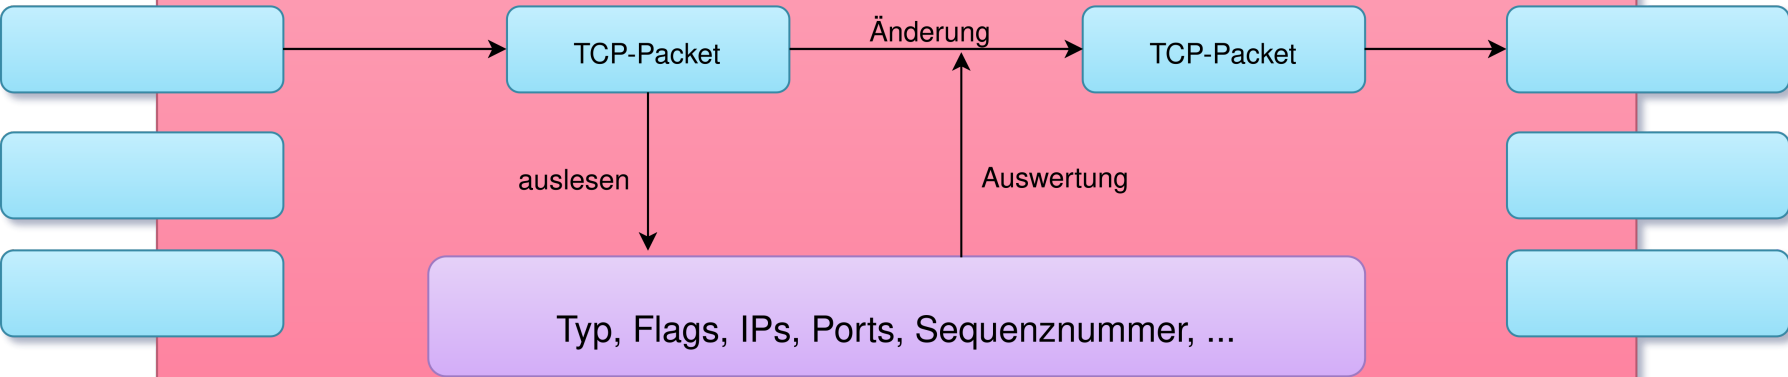 Änderung
TCP-Packet
TCP-Packet
auslesen
Auswertung
Typ, Flags, IPs, Ports, Sequenznummer, ...